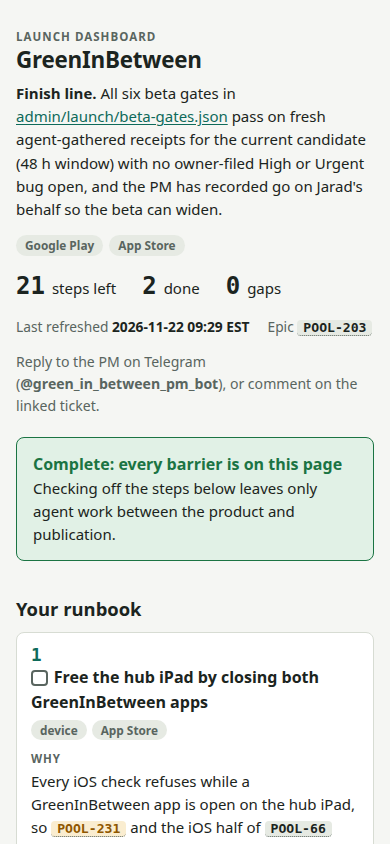 LAUNCH DASHBOARD
GreenInBetween
Finish line. All six beta gates in
admin/launch/beta-gates.json pass on fresh
agent-gathered receipts for the current candidate
(48 h window) with no owner-filed High or Urgent
bug open, and the PM has recorded go on Jarad's
behalf so the beta can widen.
Google Play App Store
21 steps left 2 done 0 gaps
Last refreshed 2026-11-22 09:29 EST Epic POOL-203
Reply to the PM on Telegram
(@green_in_between_pm_bot), or comment on the
linked ticket.
Complete: every barrier is on this page
Checking off the steps below leaves only
agent work between the product and
publication.
Your runbook
1
Free the hub iPad by closing both
GreenInBetween apps
device App Store
WHY
Every iOS check refuses while a
GreenInBetween app is open on the hub iPad,
so POOL-231 and the iOS half of POOL-66